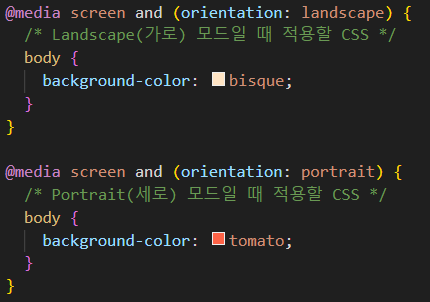 @media screen and (orientation: landscape) {
  /* Landscape(가로) 모드일 때 적용할 CSS */
  body {
    background-color: bisque;
  }
}

@media screen and (orientation: portrait) {
  /* Portrait(세로) 모드일 때 적용할 CSS */
  body {
    background-color: tomato;
  }
}